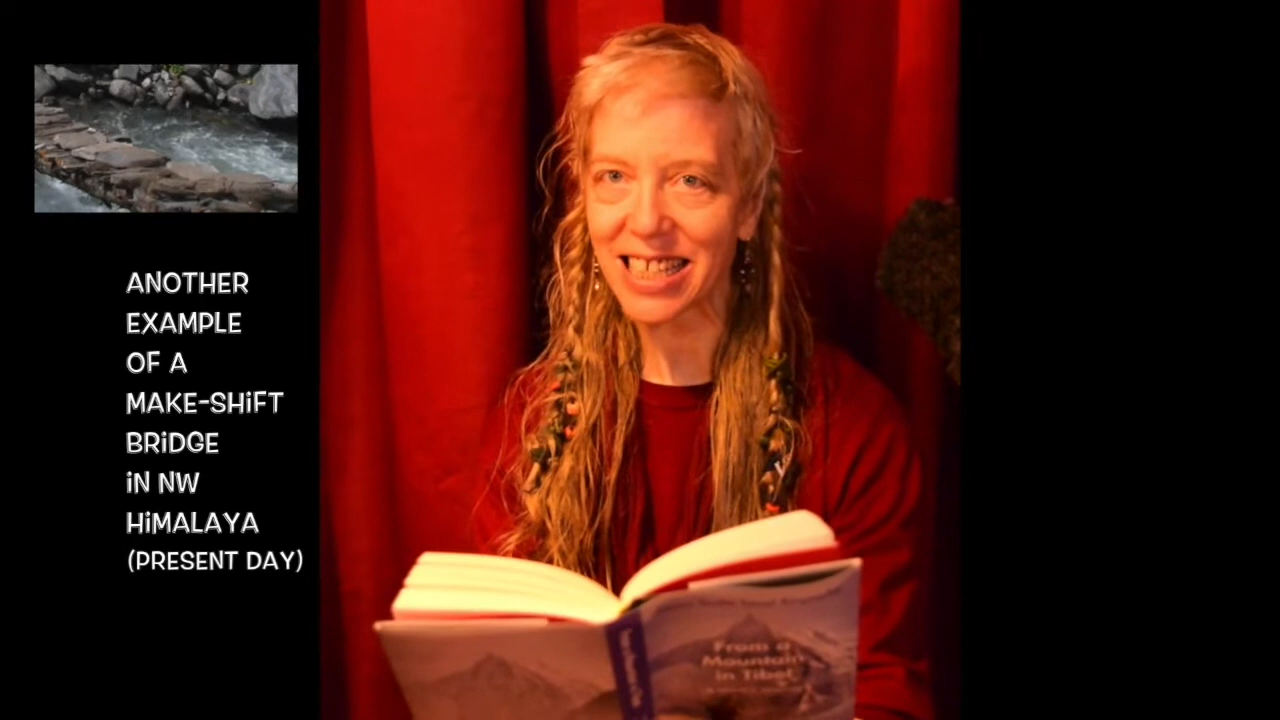 ANOTHER
EXAMPLE
OF A
MAKE-SHiFT
BRiDGE
iN NW
HiMALAYA
(PRESENT DAY)
From a
Mountain
in Tibet